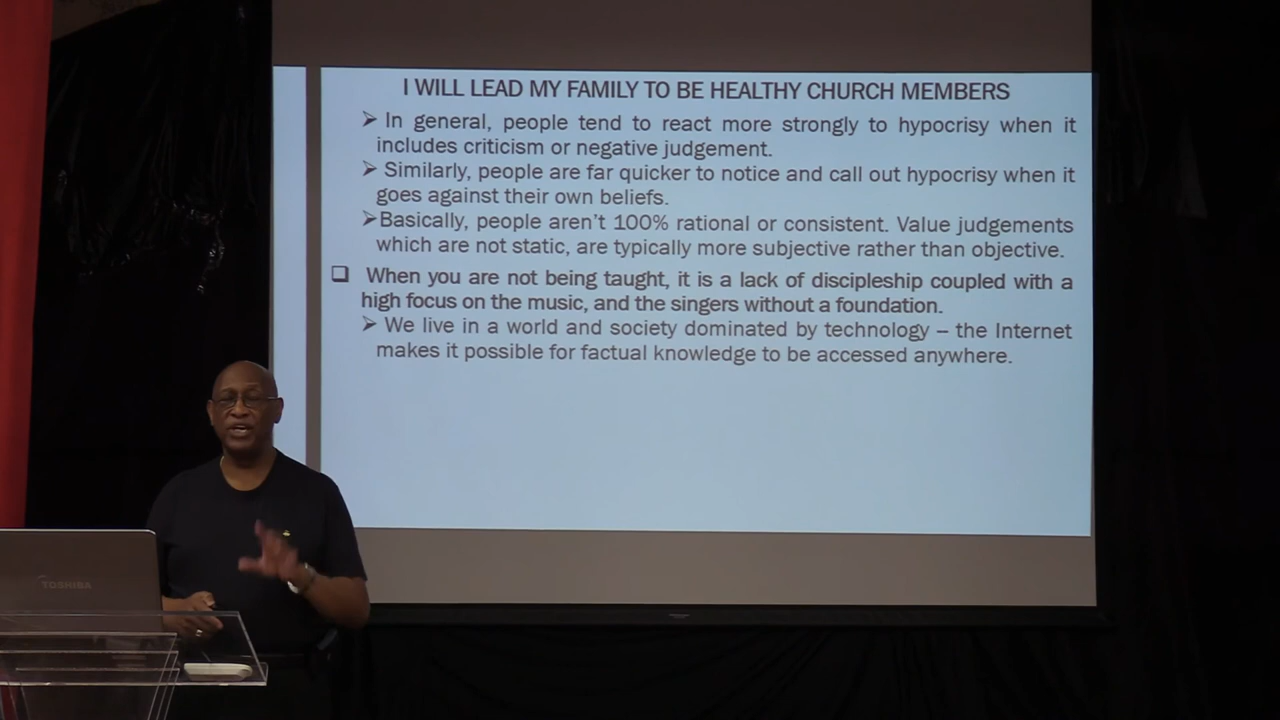 I WILL LEAD MY FAMILY TO BE HEALTHY CHURCH MEMBERS
➢ In general, people tend to react more strongly to hypocrisy when it
includes criticism or negative judgement.
➢ Similarly, people are far quicker to notice and call out hypocrisy when it
goes against their own beliefs.
➢Basically, people aren't 100% rational or consistent. Value judgements
which are not static, are typically more subjective rather than objective.
❑ When you are not being taught, it is a lack of discipleship coupled with a
high focus on the music, and the singers without a foundation.
➢ We live in a world and society dominated by technology – the Internet
makes it possible for factual knowledge to be accessed anywhere.
TOSHIBA